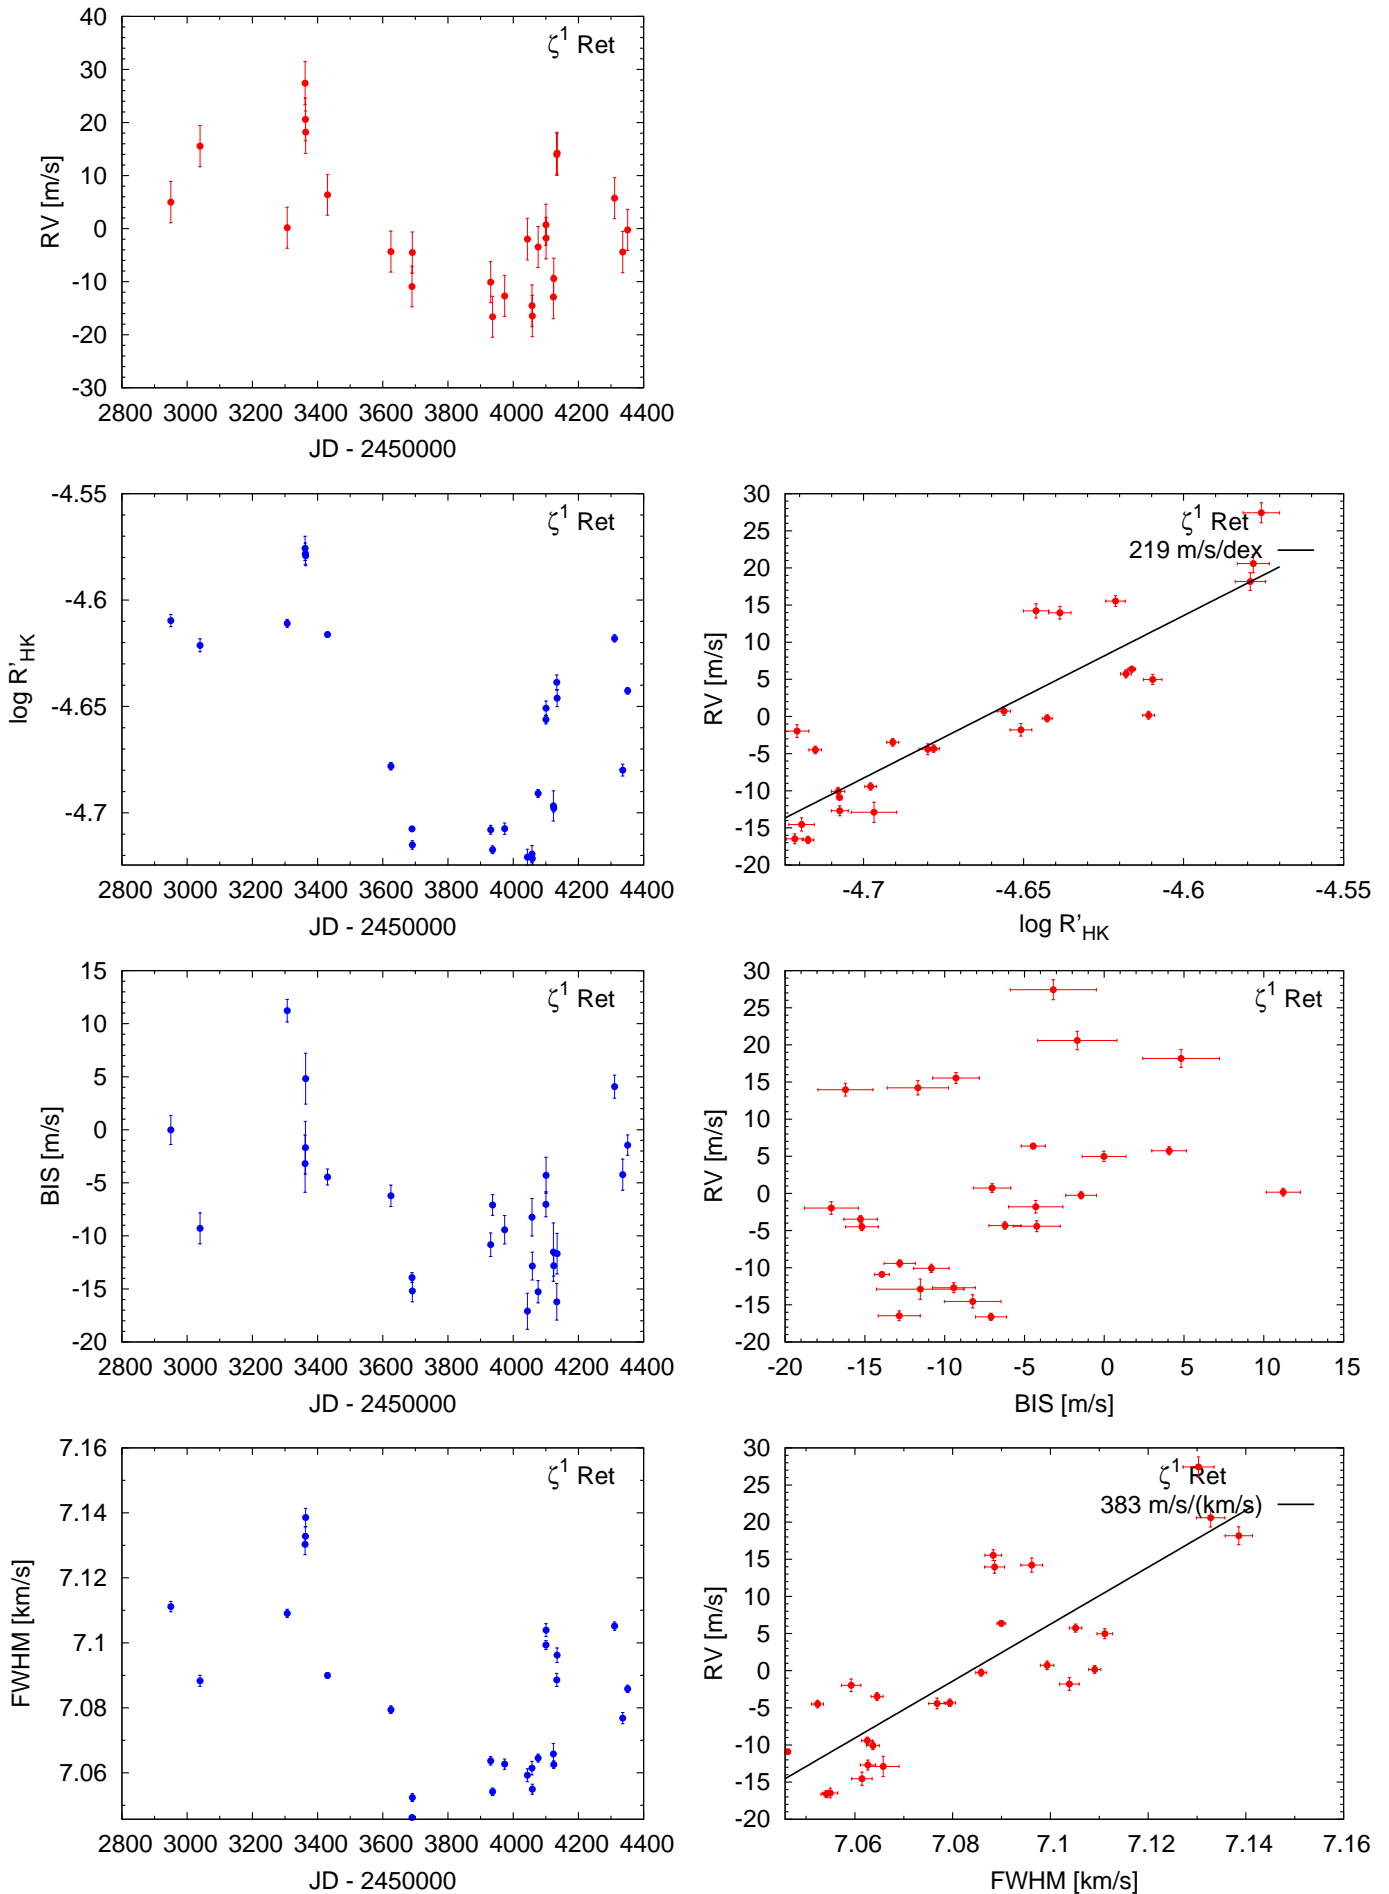 40
30
20
10
0
-10
-20
-30
RV [m/s]
ζ¹ Ret
2800 3000 3200 3400 3600 3800 4000 4200 4400
JD - 2450000
-4.55
-4.6
-4.65
-4.7
log R'HK
ζ¹ Ret
2800 3000 3200 3400 3600 3800 4000 4200 4400
JD - 2450000
30
25
20
15
10
5
0
-5
-10
-15
-20
RV [m/s]
ζ¹ Ret
219 m/s/dex
-4.7 -4.65 -4.6 -4.55
log R'HK
15
10
5
0
-5
-10
-15
-20
BIS [m/s]
ζ¹ Ret
2800 3000 3200 3400 3600 3800 4000 4200 4400
JD - 2450000
30
25
20
15
10
5
0
-5
-10
-15
-20
RV [m/s]
ζ¹ Ret
-20 -15 -10 -5 0 5 10 15
BIS [m/s]
7.16
7.14
7.12
7.1
7.08
7.06
FWHM [km/s]
ζ¹ Ret
2800 3000 3200 3400 3600 3800 4000 4200 4400
JD - 2450000
30
25
20
15
10
5
0
-5
-10
-15
-20
RV [m/s]
ζ¹ Ret
383 m/s/(km/s)
7.06 7.08 7.1 7.12 7.14 7.16
FWHM [km/s]